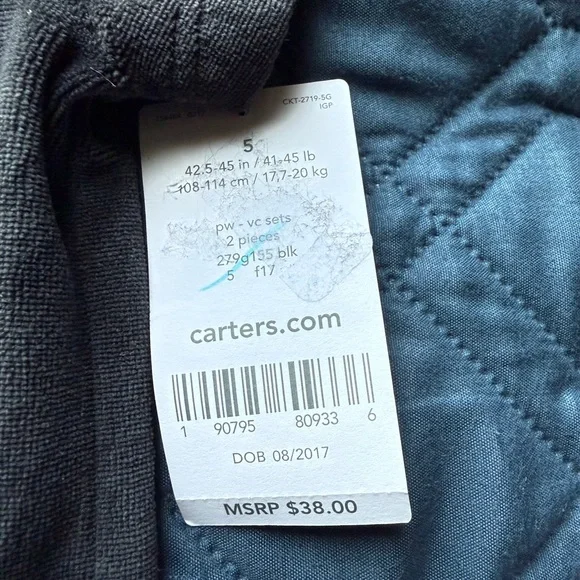 CKT-2719-5G
IGP
5
42.5-45 in / 41-45 lb
108-114 cm / 17,7-20 kg
pw - vc sets
2 pieces
279g155 blk
5 f17
carters.com
1 90795 80933 6
DOB 08/2017
MSRP $38.00